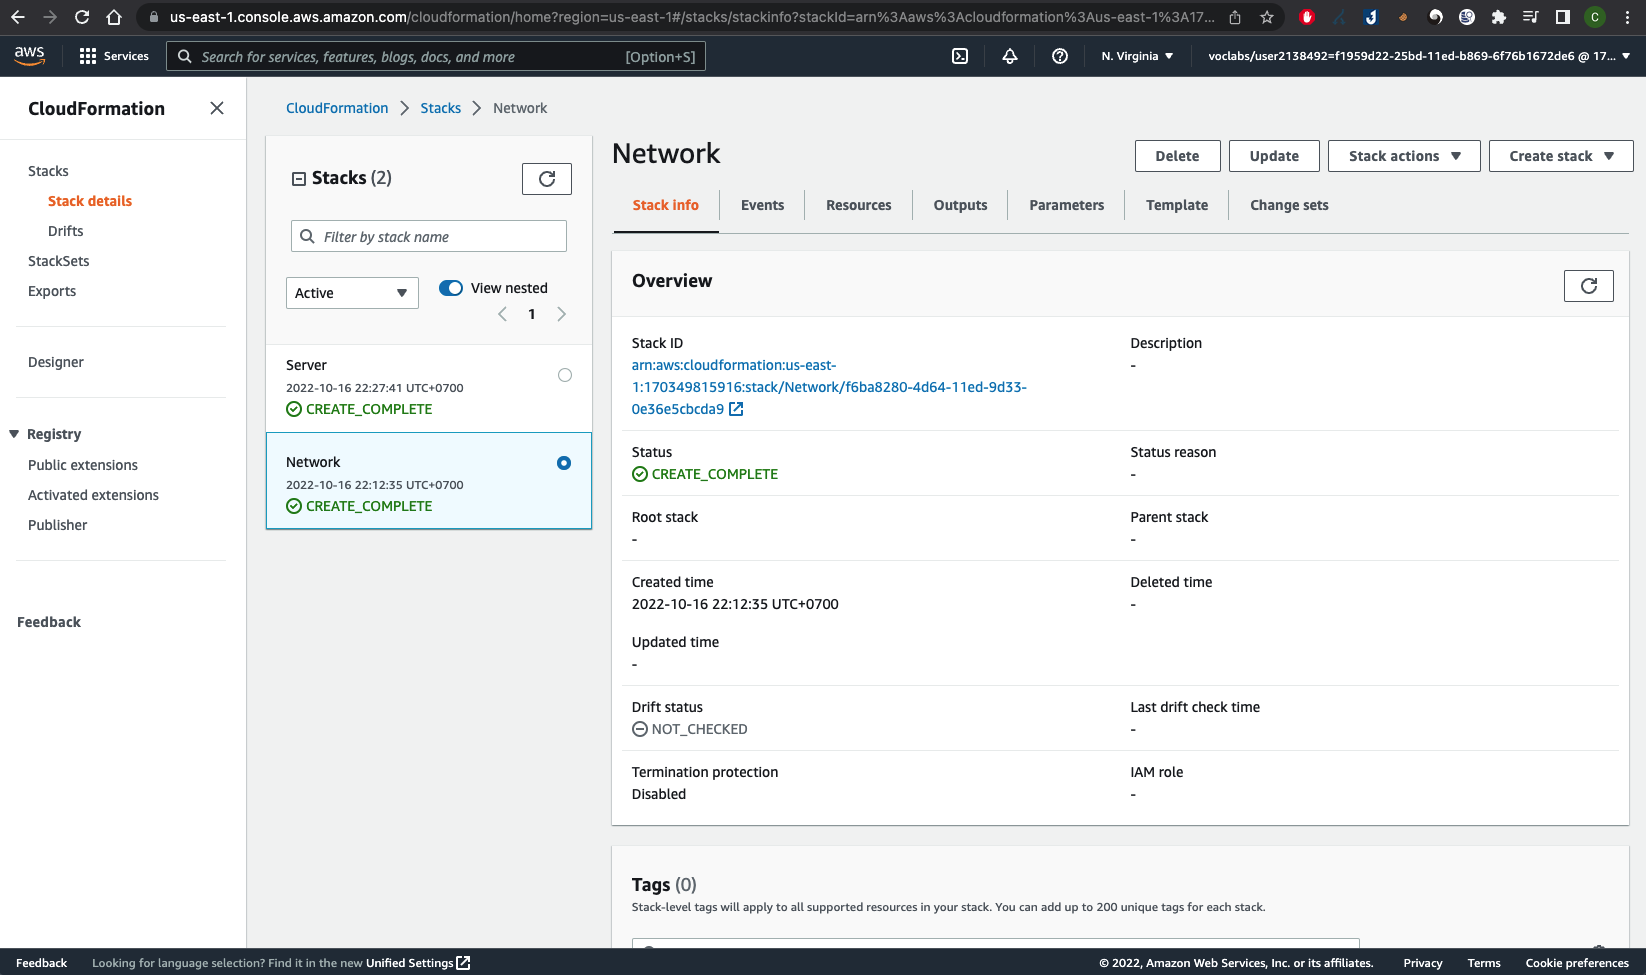 us-east-1.console.aws.amazon.com/cloudformation/home?region=us-east-1#/stacks/stackinfo?stackId=arn%3Aaws%3Acloudformation%3Aus-east-1%3A17...
C
aws
Services
Search for services, features, blogs, docs, and more
[Option+S]
N. Virginia
voclabs/user2138492=f1959d22-25bd-11ed-b869-6f76b1672de6 @ 17...
CloudFormation
Stacks
Stack details
Drifts
StackSets
Exports
Designer
Registry
Public extensions
Activated extensions
Publisher
Feedback
CloudFormation > Stacks > Network
Stacks (2)
Filter by stack name
Active
View nested
1
Server
2022-10-16 22:27:41 UTC+0700
CREATE_COMPLETE
Network
2022-10-16 22:12:35 UTC+0700
CREATE_COMPLETE
Network
Delete
Update
Stack actions
Create stack
Stack info
Events
Resources
Outputs
Parameters
Template
Change sets
Overview
Stack ID
arn:aws:cloudformation:us-east-
1:170349815916:stack/Network/f6ba8280-4d64-11ed-9d33-
0e36e5cbcda9
Description
-
Status
CREATE_COMPLETE
Status reason
-
Root stack
-
Parent stack
-
Created time
2022-10-16 22:12:35 UTC+0700
Deleted time
-
Updated time
-
Drift status
NOT_CHECKED
Last drift check time
-
Termination protection
Disabled
IAM role
-
Tags (0)
Stack-level tags will apply to all supported resources in your stack. You can add up to 200 unique tags for each stack.
Feedback
Looking for language selection? Find it in the new Unified Settings
© 2022, Amazon Web Services, Inc. or its affiliates.
Privacy
Terms
Cookie preferences